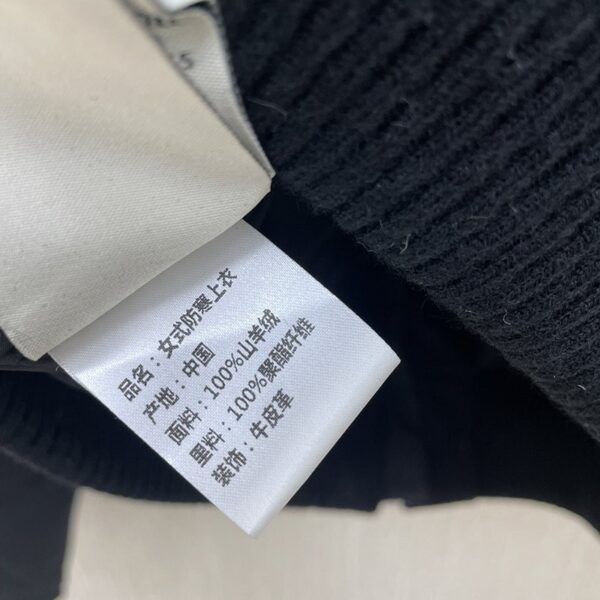 5
品名：女式防寒上衣
产地：中国
面料：100%山羊绒
里料：100%聚酯纤维
装饰：牛皮革